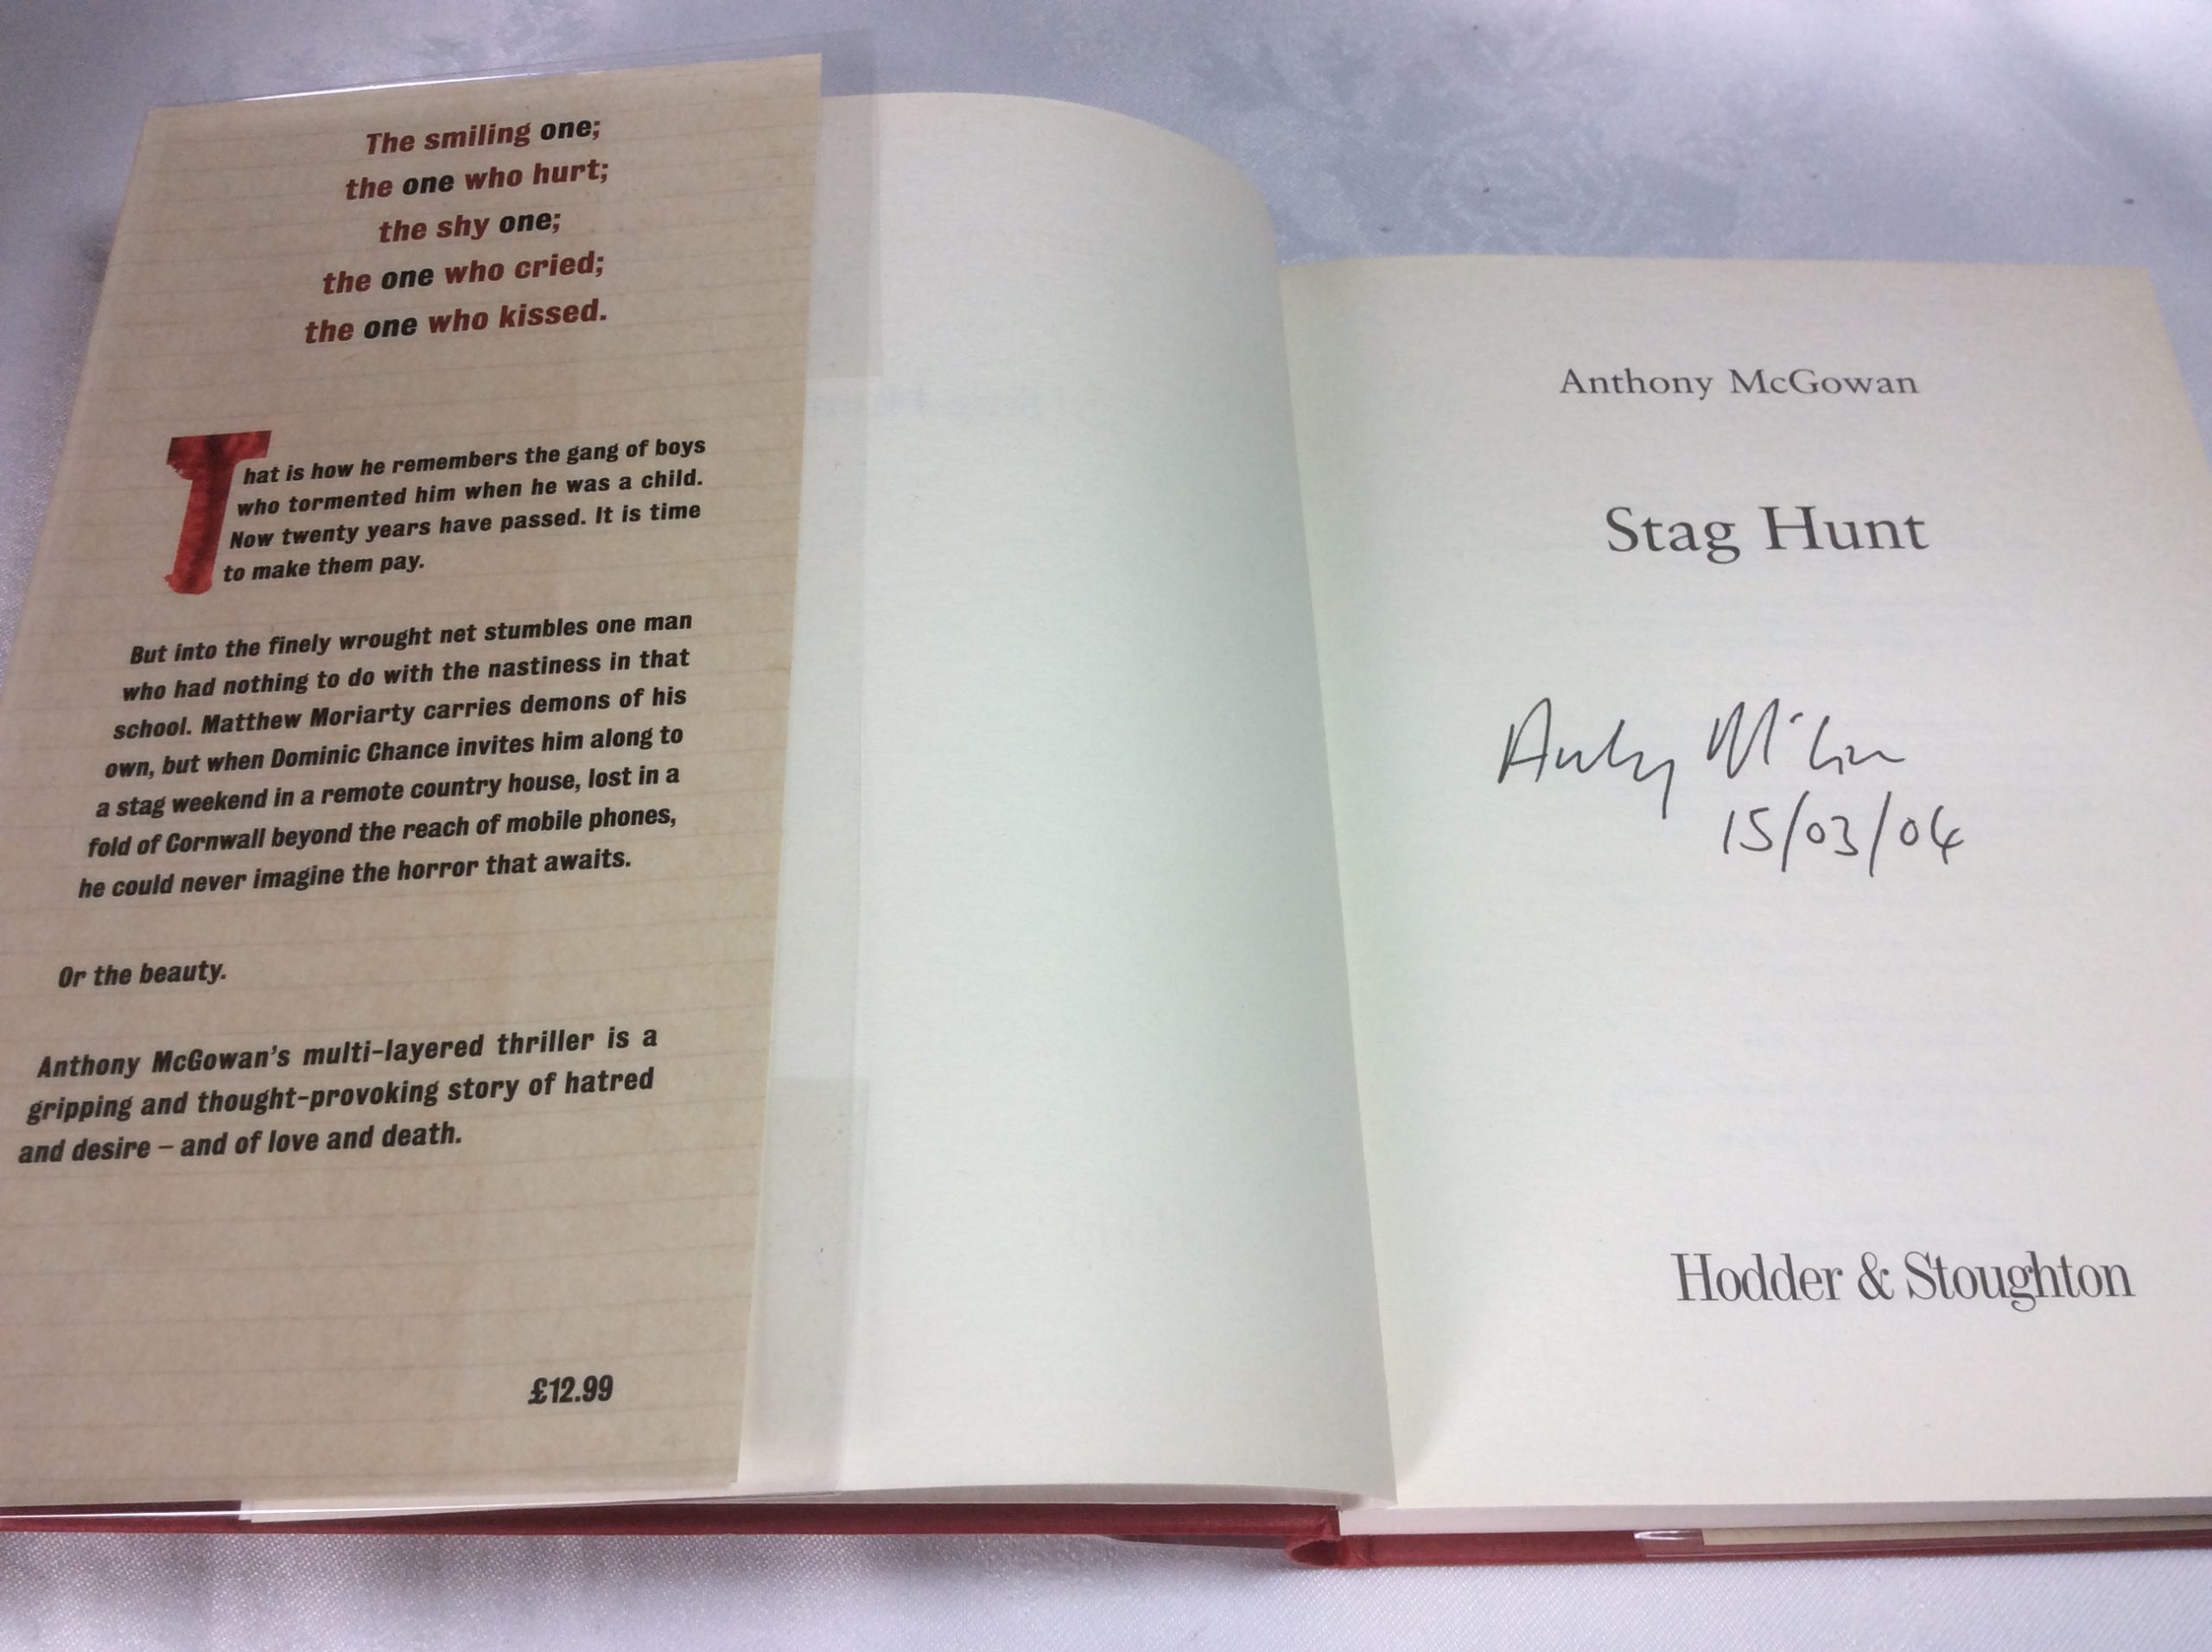 The smiling one;
the one who hurt;
the shy one;
the one who cried;
the one who kissed.
That is how he remembers the gang of boys
who tormented him when he was a child.
Now twenty years have passed. It is time
to make them pay.
But into the finely wrought net stumbles one man
who had nothing to do with the nastiness in that
school. Matthew Moriarty carries demons of his
own, but when Dominic Chance invites him along to
a stag weekend in a remote country house, lost in a
fold of Cornwall beyond the reach of mobile phones,
he could never imagine the horror that awaits.
Or the beauty.
Anthony McGowan's multi-layered thriller is a
gripping and thought-provoking story of hatred
and desire – and of love and death.
£12.99
Anthony McGowan
Stag Hunt
15/03/04
Hodder & Stoughton